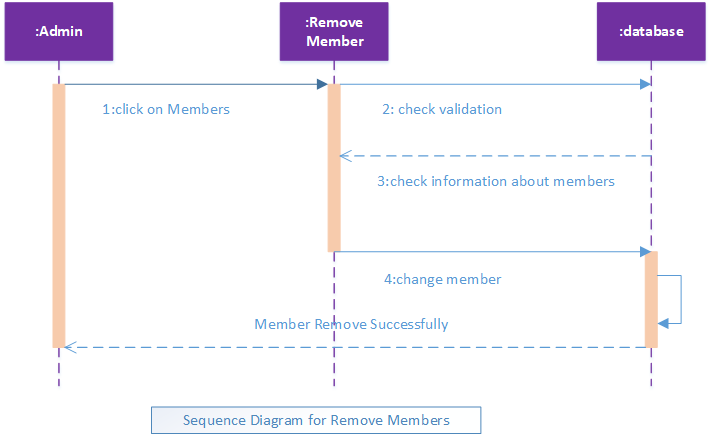 :Admin
:Remove
Member
:database
1:click on Members
2: check validation
3:check information about members
4:change member
Member Remove Successfully
Sequence Diagram for Remove Members